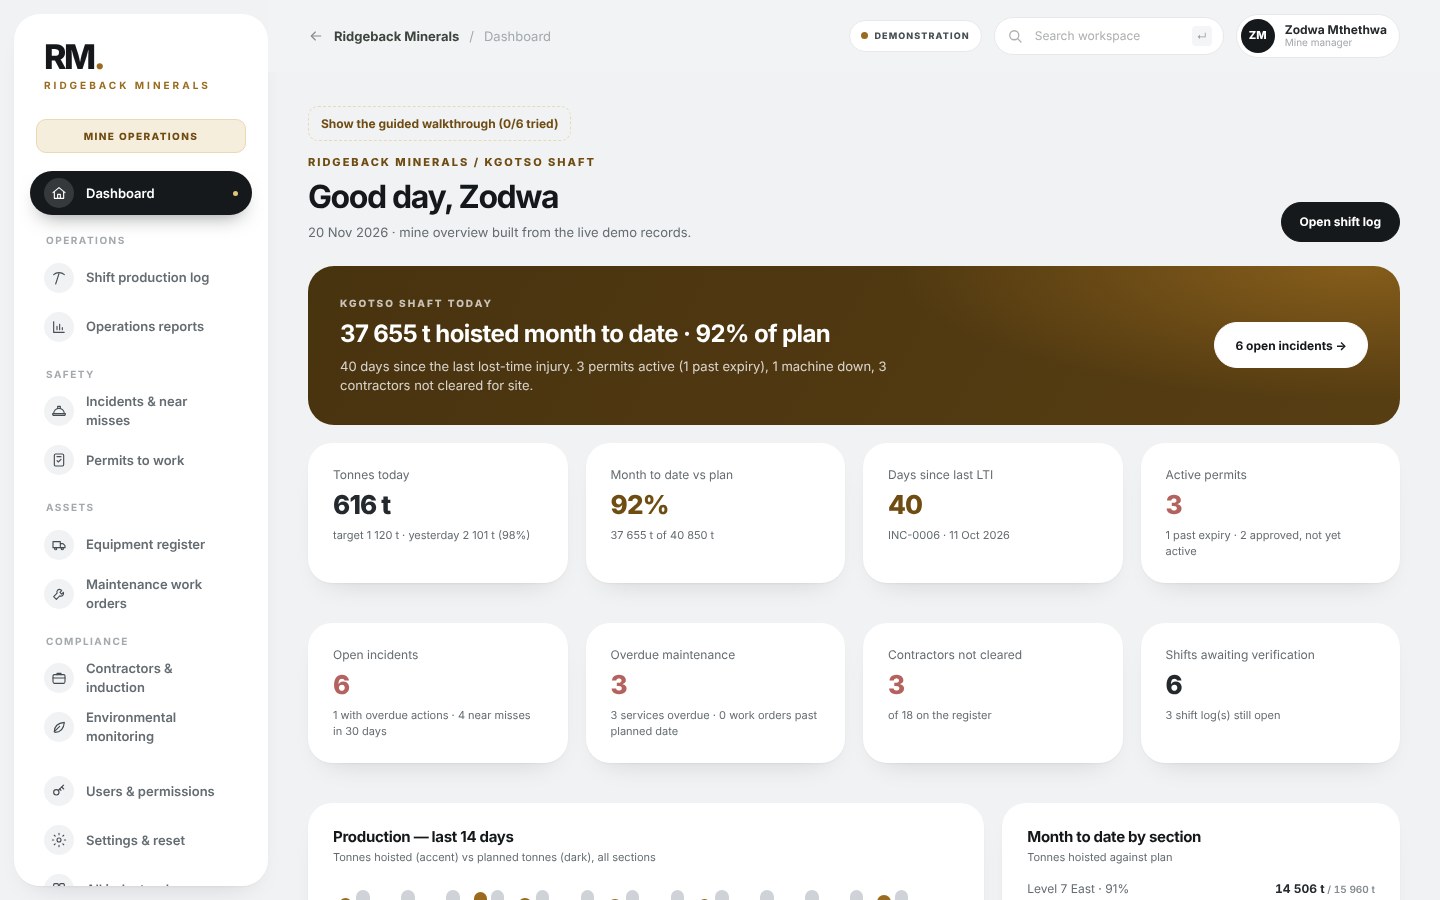 RM.
RIDGEBACK MINERALS
MINE OPERATIONS
Dashboard
OPERATIONS
Shift production log
Operations reports
SAFETY
Incidents & near
misses
Permits to work
ASSETS
Equipment register
Maintenance work
orders
COMPLIANCE
Contractors &
induction
Environmental
monitoring
Users & permissions
Settings & reset
Ridgeback Minerals / Dashboard
DEMONSTRATION
Search workspace
ZM
Zodwa Mthethwa
Mine manager
Show the guided walkthrough (0/6 tried)
RIDGEBACK MINERALS / KGOTSO SHAFT
Good day, Zodwa
20 Nov 2026 · mine overview built from the live demo records.
Open shift log
KGOTSO SHAFT TODAY
37 655 t hoisted month to date · 92% of plan
40 days since the last lost-time injury. 3 permits active (1 past expiry), 1 machine down, 3
contractors not cleared for site.
6 open incidents →
Tonnes today
616 t
target 1 120 t · yesterday 2 101 t (98%)
Month to date vs plan
92%
37 655 t of 40 850 t
Days since last LTI
40
INC-0006 · 11 Oct 2026
Active permits
3
1 past expiry · 2 approved, not yet
active
Open incidents
6
1 with overdue actions · 4 near misses
in 30 days
Overdue maintenance
3
3 services overdue · 0 work orders past
planned date
Contractors not cleared
3
of 18 on the register
Shifts awaiting verification
6
3 shift log(s) still open
Production — last 14 days
Tonnes hoisted (accent) vs planned tonnes (dark), all sections
Month to date by section
Tonnes hoisted against plan
Level 7 East · 91%
14 506 t / 15 960 t